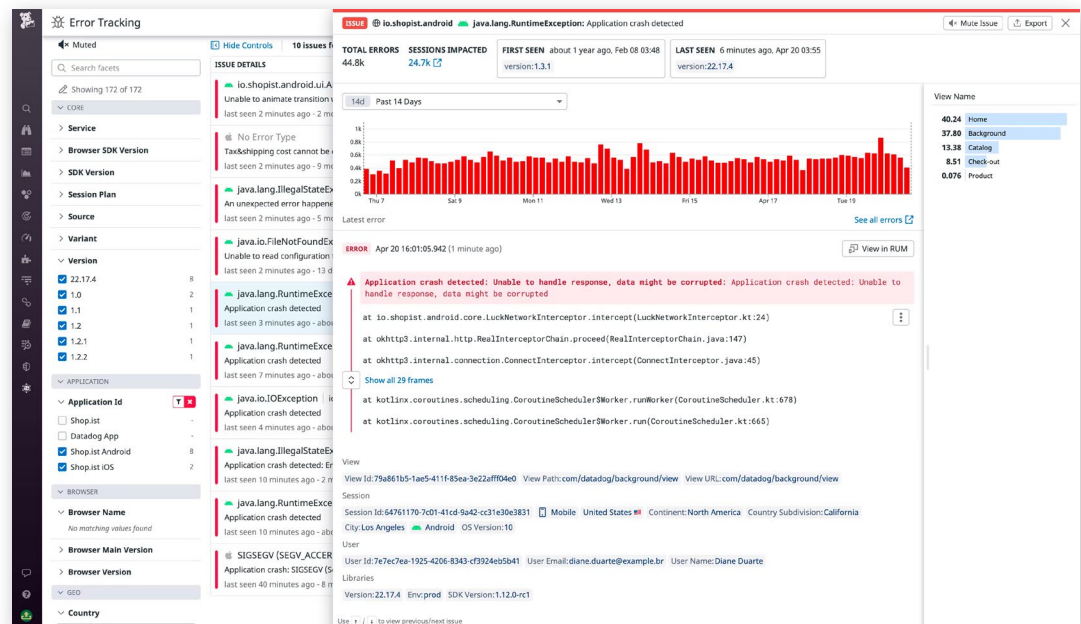 Error Tracking
Muted
Search facets
Showing 172 of 172
CORE
Service
Browser SDK Version
SDK Version
Session Plan
Source
Variant
Version
22.17.4 8
1.0 2
1.1 1
1.2 1
1.2.1 1
1.2.2 1
APPLICATION
Application Id
Shop.ist -
Datadog App -
Shop.ist Android 8
Shop.ist iOS 2
BROWSER
Browser Name
No matching values found
Browser Main Version
Browser Version
GEO
Country
Hide Controls 10 issues f
ISSUE DETAILS
io.shopist.android.ui.A
Unable to animate transition
last seen 2 minutes ago - 2 m
No Error Type
Tax&shipping cost cannot be
last seen 2 minutes ago - 9 m
java.lang.IllegalStateEx
An unexpected error happene
last seen 2 minutes ago - 5 m
java.io.FileNotFoundEx
Unable to read configuration
last seen 2 minutes ago - 13 d
java.lang.RuntimeExce
Application crash detected
last seen 3 minutes ago - abou
java.lang.RuntimeExce
Application crash detected
last seen 7 minutes ago - abou
java.io.IOException
Application crash detected
last seen 4 minutes ago - abou
java.lang.IllegalStateEx
Application crash detected: Er
last seen 10 minutes ago - 2 m
java.lang.RuntimeExce
Application crash detected
last seen 10 minutes ago - abo
SIGSEGV (SEGV_ACCER
Application crash: SIGSEGV (S
last seen 40 minutes ago - 8 m
ISSUE io.shopist.android java.lang.RuntimeException: Application crash detected
Mute Issue Export
TOTAL ERRORS SESSIONS IMPACTED
44.8k 24.7k
FIRST SEEN about 1 year ago, Feb 08 03:48
version:1.3.1
LAST SEEN 6 minutes ago, Apr 20 03:55
version:22.17.4
14d Past 14 Days
1k
0.8k
0.6k
0.4k
0.2k
0k
Thu 7 Sat 9 Mon 11 Wed 13 Fri 15 Apr 17 Tue 19
Latest error See all errors
ERROR Apr 20 16:01:05.942 (1 minute ago) View in RUM
Application crash detected: Unable to handle response, data might be corrupted: Application crash detected: Unable to
handle response, data might be corrupted
at io.shopist.android.core.LuckNetworkInterceptor.intercept(LuckNetworkInterceptor.kt:24)
at okhttp3.internal.http.RealInterceptorChain.proceed(RealInterceptorChain.java:147)
at okhttp3.internal.connection.ConnectInterceptor.intercept(ConnectInterceptor.java:45)
Show all 29 frames
at kotlinx.coroutines.scheduling.CoroutineScheduler$Worker.runWorker(CoroutineScheduler.kt:678)
at kotlinx.coroutines.scheduling.CoroutineScheduler$Worker.run(CoroutineScheduler.kt:665)
View
View Id:79a861b5-1ae5-411f-85ea-3e22afff04e0 View Path:com/datadog/background/view View URL:com/datadog/background/view
Session
Session Id:64761170-7c01-41cd-9a42-cc31e30e3831 Mobile United States Continent:North America Country Subdivision:California
City:Los Angeles Android OS Version:10
User
User Id:7e7ec7ea-1925-4206-8343-cf3924eb5b41 User Email:diane.duarte@example.br User Name:Diane Duarte
Libraries
Version:22.17.4 Env:prod SDK Version:1.12.0-rc1
Use ↑ / ↓ to view previous/next issue
View Name
40.24 Home
37.80 Background
13.38 Catalog
8.51 Check-out
0.076 Product